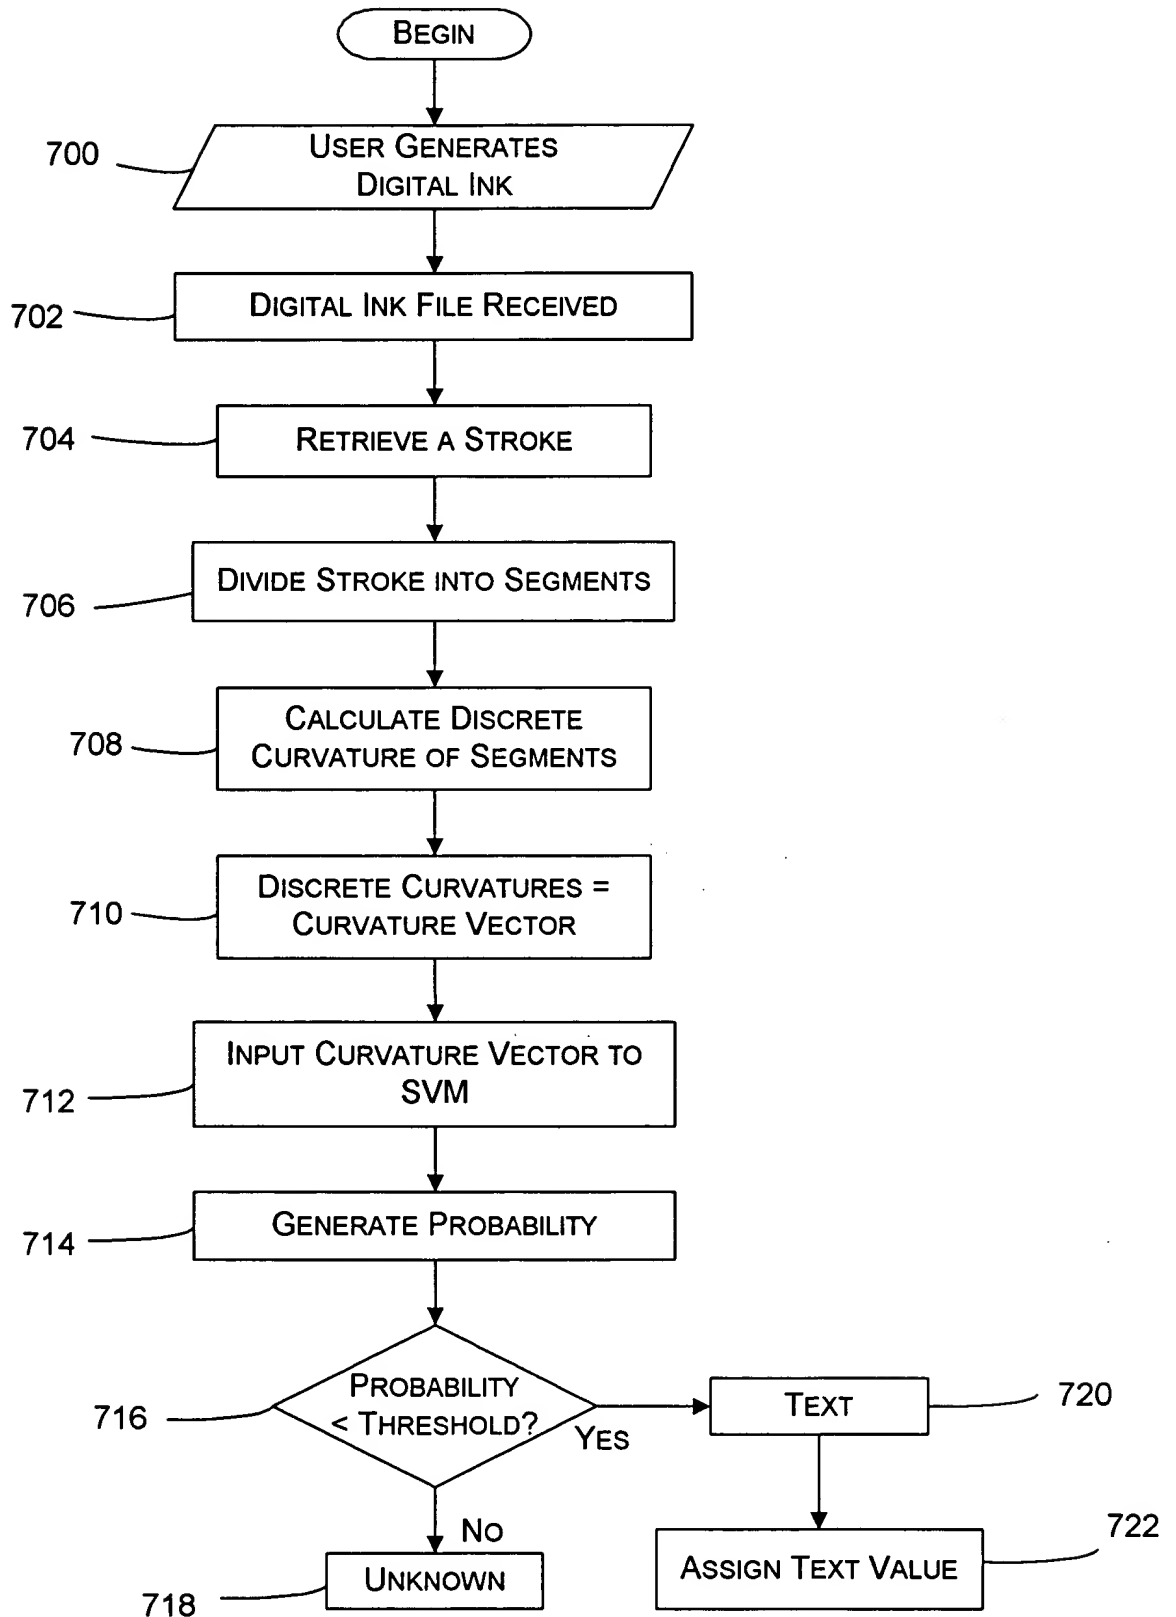 BEGIN
700
USER GENERATES
DIGITAL INK
702
DIGITAL INK FILE RECEIVED
704
RETRIEVE A STROKE
706
DIVIDE STROKE INTO SEGMENTS
708
CALCULATE DISCRETE
CURVATURE OF SEGMENTS
710
DISCRETE CURVATURES =
CURVATURE VECTOR
712
INPUT CURVATURE VECTOR TO
SVM
714
GENERATE PROBABILITY
716
PROBABILITY
< THRESHOLD?
YES
TEXT
720
NO
718
UNKNOWN
ASSIGN TEXT VALUE
722